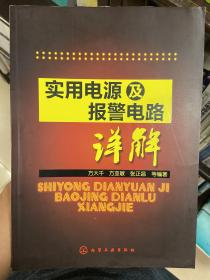 实用电源及
报警电路
详解
方大千 方亚敏 张正昌 等编著
SHIYONG DIANYUAN JI
BAOJING DIANLU
XIANGJIE
化学工业出版社